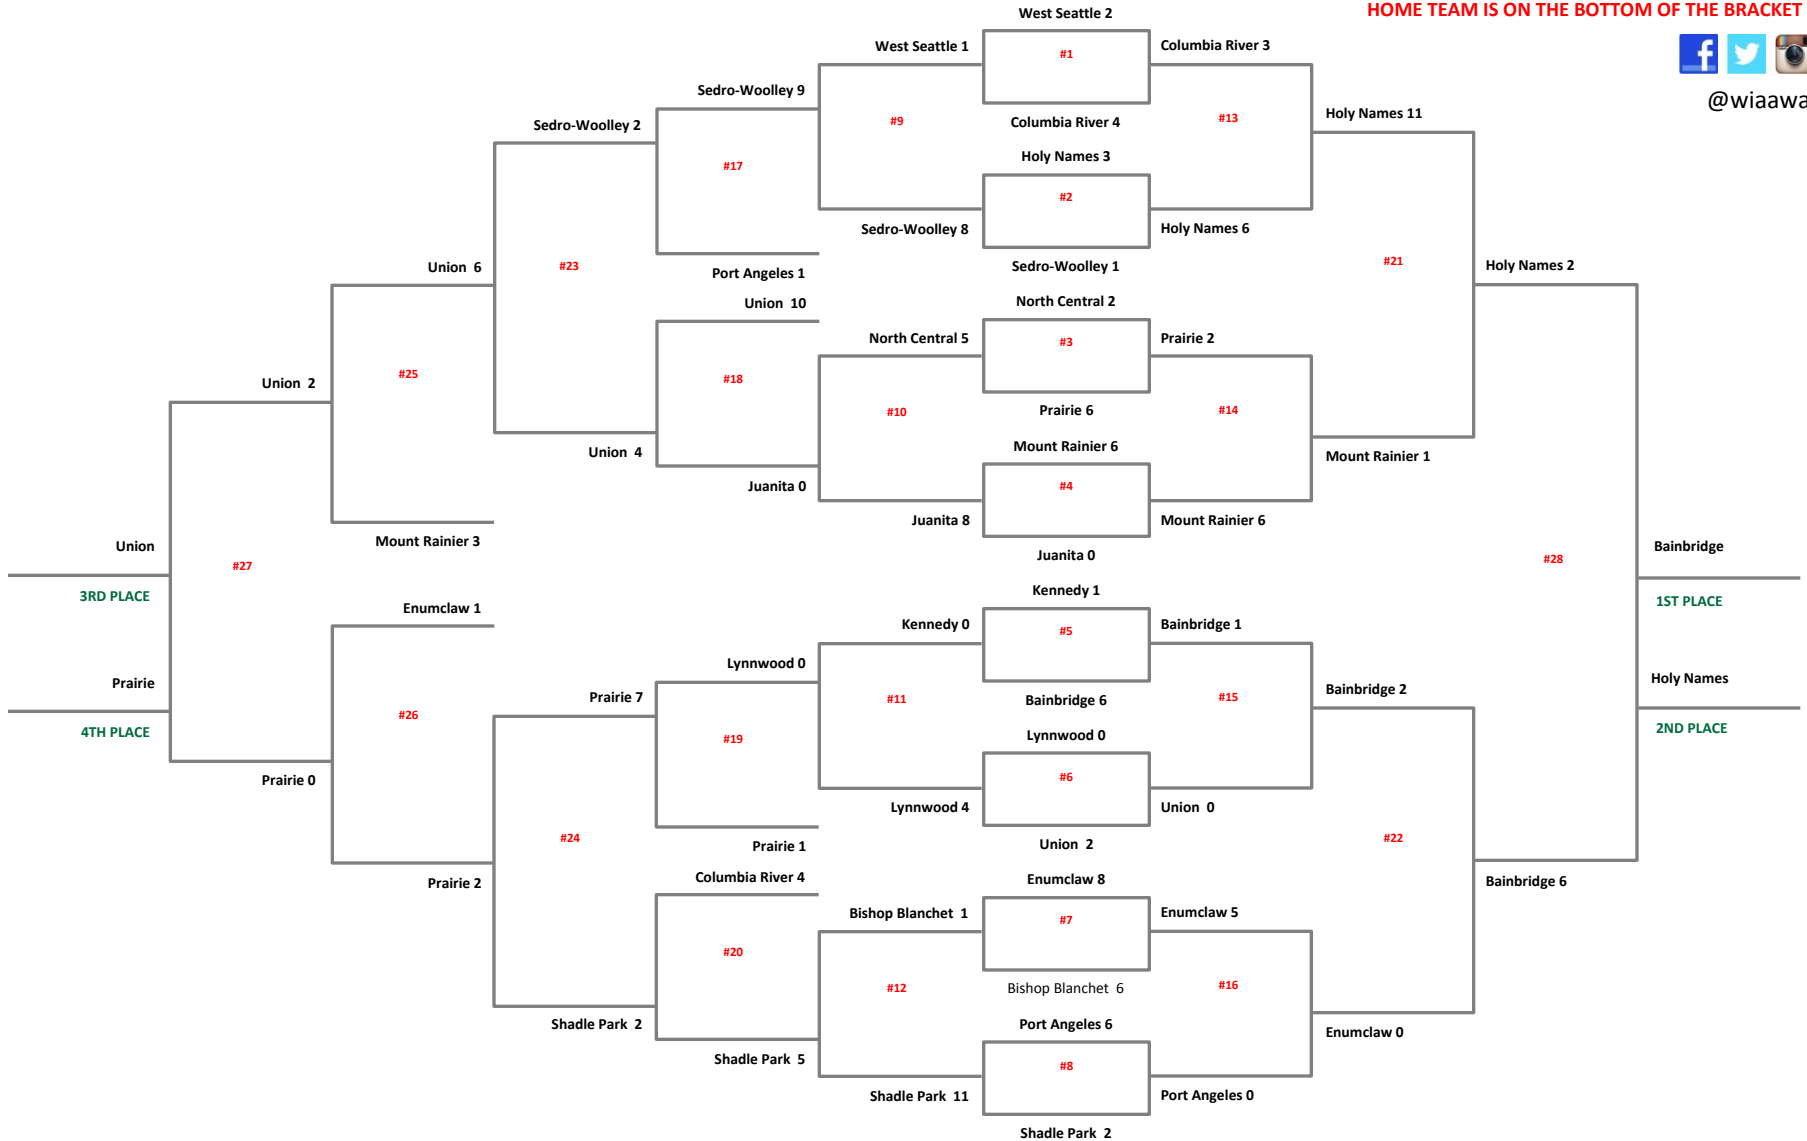 West Seattle 2
HOME TEAM IS ON THE BOTTOM OF THE BRACKET
West Seattle 1
#1
Columbia River 3
Sedro-Woolley 9
@wiaawa
Sedro-Woolley 2
#9
Columbia River 4
#13
Holy Names 11
Holy Names 3
#17
#2
Sedro-Woolley 8
Holy Names 6
Union 6
#23
Port Angeles 1
Sedro-Woolley 1
#21
Holy Names 2
Union 10
North Central 2
North Central 5
#3
Prairie 2
Union 2
#25
#18
#10
Prairie 6
#14
Union 4
Mount Rainier 6
Mount Rainier 1
Juanita 0
#4
Juanita 8
Mount Rainier 6
Union
Mount Rainier 3
Juanita 0
Bainbridge
#27
#28
3RD PLACE
Kennedy 1
1ST PLACE
Enumclaw 1
Kennedy 0
#5
Bainbridge 1
Lynnwood 0
Prairie
Prairie 7
#11
Bainbridge 6
#15
Bainbridge 2
Holy Names
4TH PLACE
#26
#19
Lynnwood 0
2ND PLACE
Prairie 0
#6
Lynnwood 4
Union 0
#24
Prairie 1
Union 2
#22
Prairie 2
Columbia River 4
Enumclaw 8
Bainbridge 6
Bishop Blanchet 1
#7
Enumclaw 5
#20
#12
Bishop Blanchet 6
#16
Shadle Park 2
Port Angeles 6
Enumclaw 0
Shadle Park 5
#8
Shadle Park 11
Port Angeles 0
Shadle Park 2